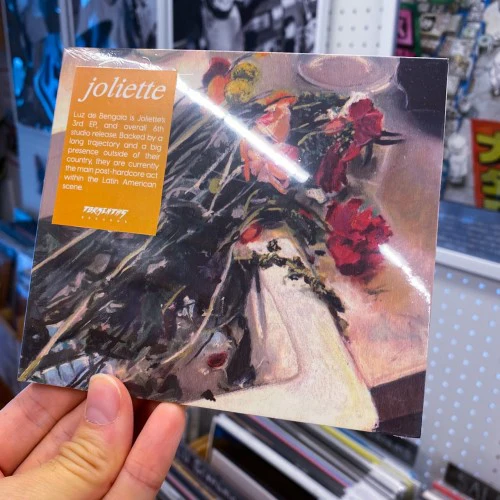 joliette
Luz de Bengala is Joliette's
3rd EP, and overall 6th
studio release. Backed by a
long trajectory and a big
presence outside of their
country, they are currently
the main post-hardcore act
within the Latin American
scene.
RECORDS